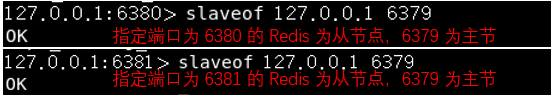 127.0.0.1:6380> slaveof 127.0.0.1 6379
OK 指定端口为 6380 的 Redis 为从节点，6379 为主节
127.0.0.1:6381> slaveof 127.0.0.1 6379
OK 指定端口为 6381 的 Redis 为从节点，6379 为主节